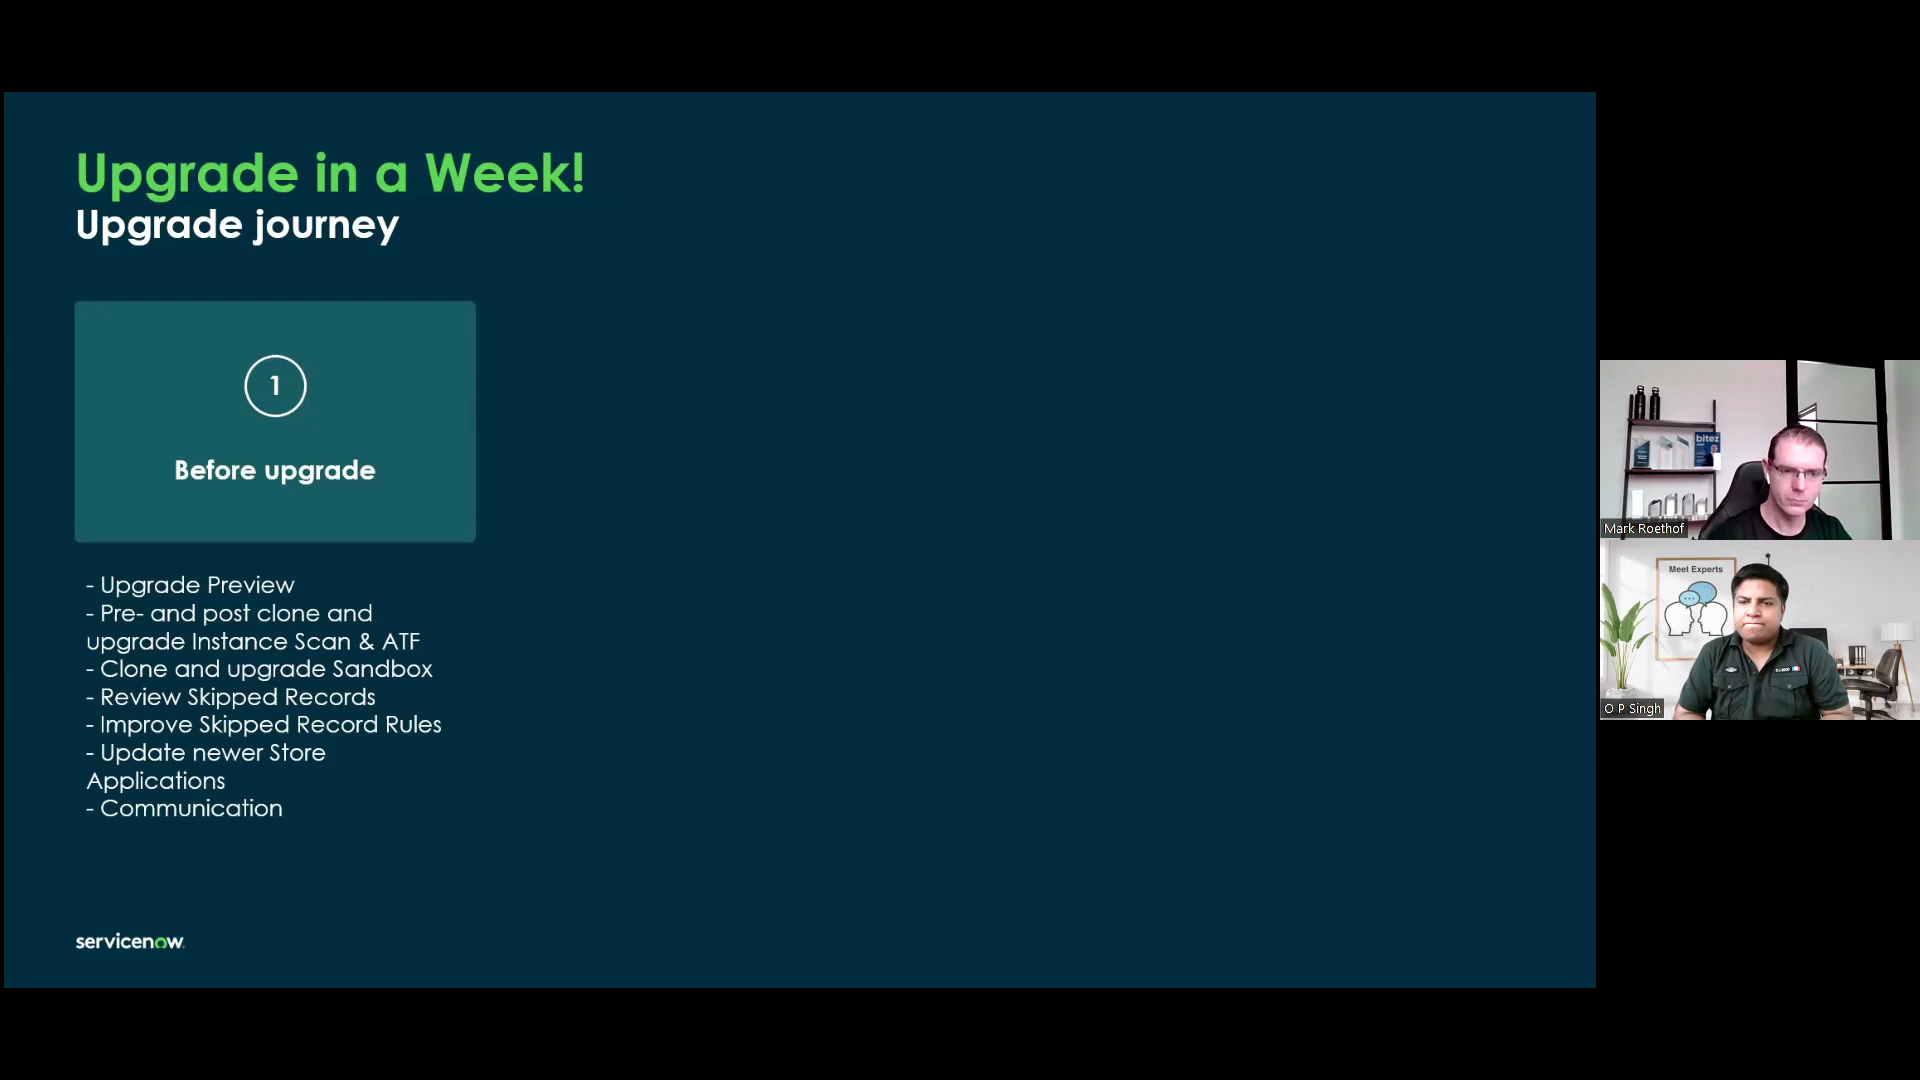 Upgrade in a Week!
Upgrade journey
1
Before upgrade
- Upgrade Preview
- Pre- and post clone and
upgrade Instance Scan & ATF
- Clone and upgrade Sandbox
- Review Skipped Records
- Improve Skipped Record Rules
- Update newer Store
Applications
- Communication
servicenow
bitez
Mark Roethof
Meet Experts
O P Singh